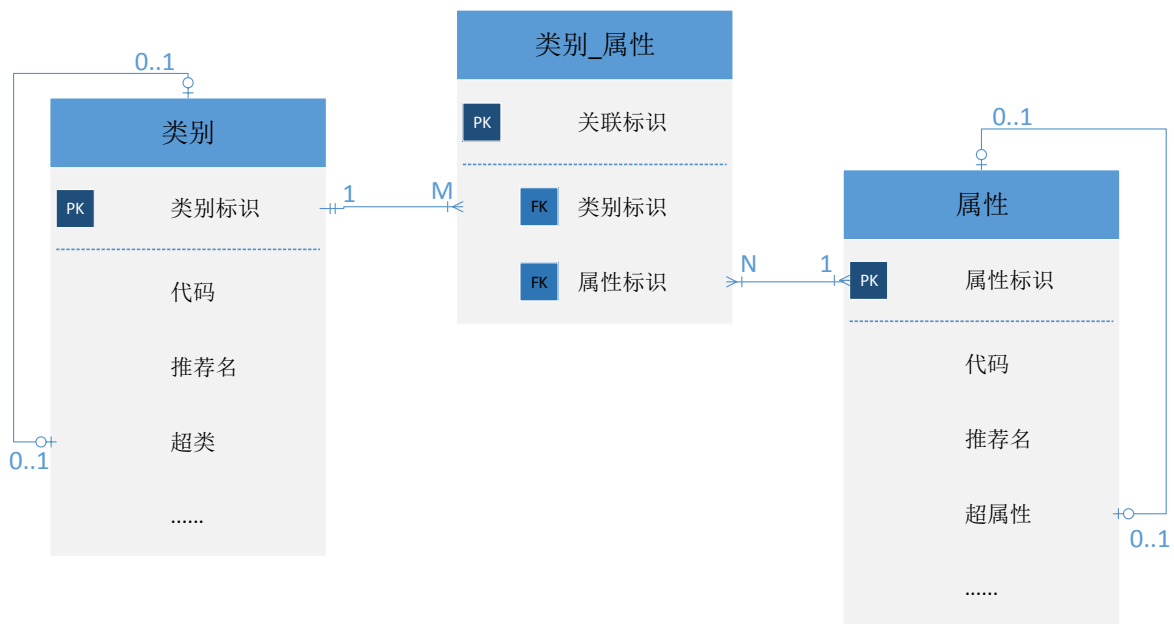 0..1
类别
PK 类别标识
代码
推荐名
超类
0..1
......
1
M
类别_属性
PK 关联标识
FK 类别标识
FK 属性标识
N
1
0..1
属性
PK 属性标识
代码
推荐名
超属性
0..1
......